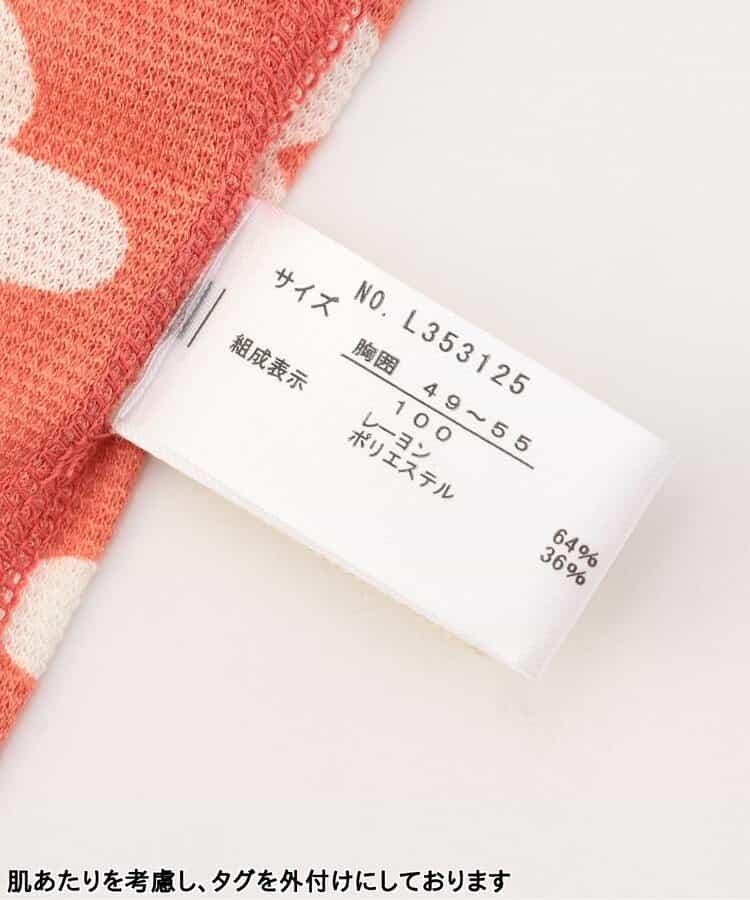 NO. L353125
サイズ
胸囲 49～55
100
組成表示
レーヨン 64%
ポリエステル 36%
肌あたりを考慮し、タグを外付けにしております